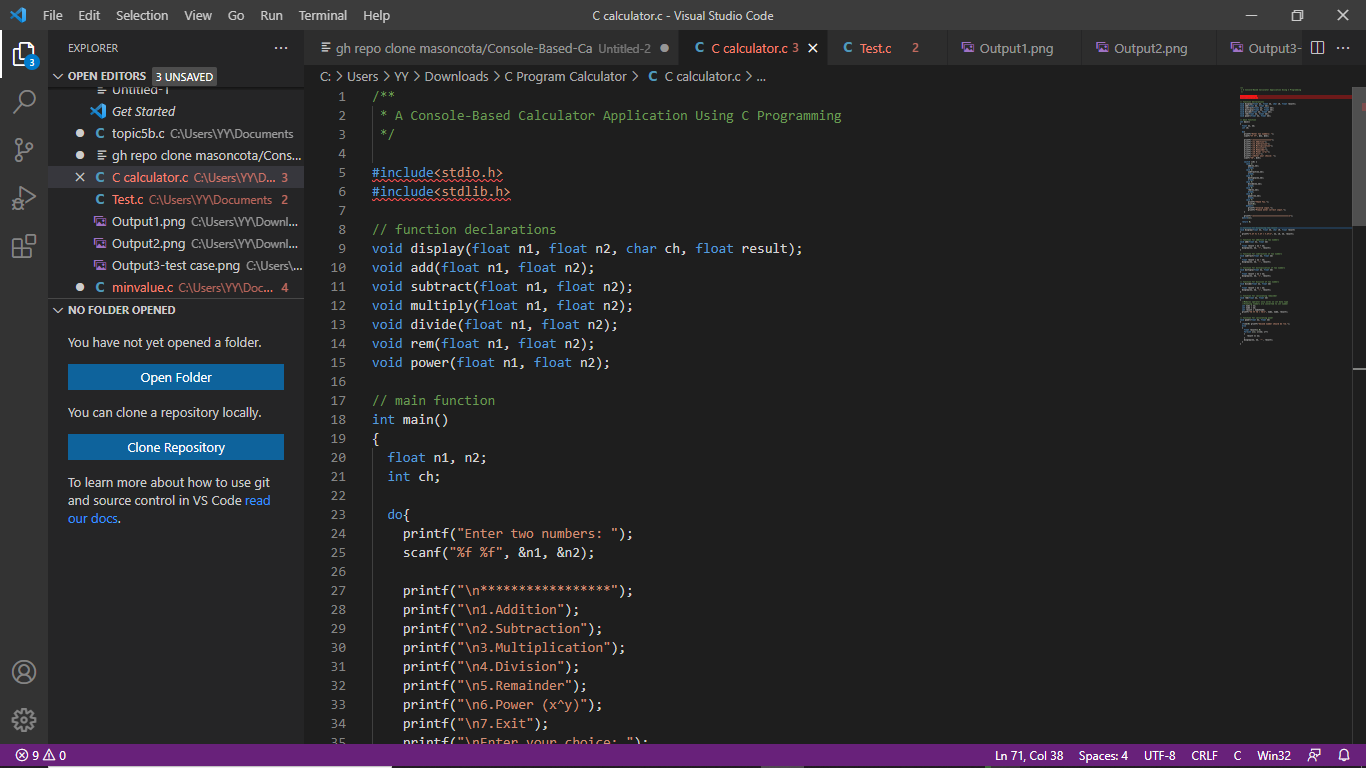 File Edit Selection View Go Run Terminal Help
C calculator.c - Visual Studio Code
EXPLORER
3
OPEN EDITORS 3 UNSAVED
Untitled-1
Get Started
topic5b.c C:\Users\YY\Documents
gh repo clone masoncota/Cons...
C calculator.c C:\Users\YY\D... 3
Test.c C:\Users\YY\Documents 2
Output1.png C:\Users\YY\Downl...
Output2.png C:\Users\YY\Downl...
Output3-test case.png C:\Users\...
minvalue.c C:\Users\YY\Doc... 4
NO FOLDER OPENED
You have not yet opened a folder.
Open Folder
You can clone a repository locally.
Clone Repository
To learn more about how to use git
and source control in VS Code read
our docs.
gh repo clone masoncota/Console-Based-Ca Untitled-2
C C calculator.c 3
C Test.c 2
Output1.png
Output2.png
Output3-
C: > Users > YY > Downloads > C Program Calculator > C C calculator.c > ...
1 /**
2 * A Console-Based Calculator Application Using C Programming
3 */
4
5 #include<stdio.h>
6 #include<stdlib.h>
7
8 // function declarations
9 void display(float n1, float n2, char ch, float result);
10 void add(float n1, float n2);
11 void subtract(float n1, float n2);
12 void multiply(float n1, float n2);
13 void divide(float n1, float n2);
14 void rem(float n1, float n2);
15 void power(float n1, float n2);
16
17 // main function
18 int main()
19 {
20 float n1, n2;
21 int ch;
22
23 do{
24 printf("Enter two numbers: ");
25 scanf("%f %f", &n1, &n2);
26
27 printf("\n*****************");
28 printf("\n1.Addition");
29 printf("\n2.Subtraction");
30 printf("\n3.Multiplication");
31 printf("\n4.Division");
32 printf("\n5.Remainder");
33 printf("\n6.Power (x^y)");
34 printf("\n7.Exit");
35 printf("\nEnter your choice: ");
9 0
Ln 71, Col 38 Spaces: 4 UTF-8 CRLF C Win32